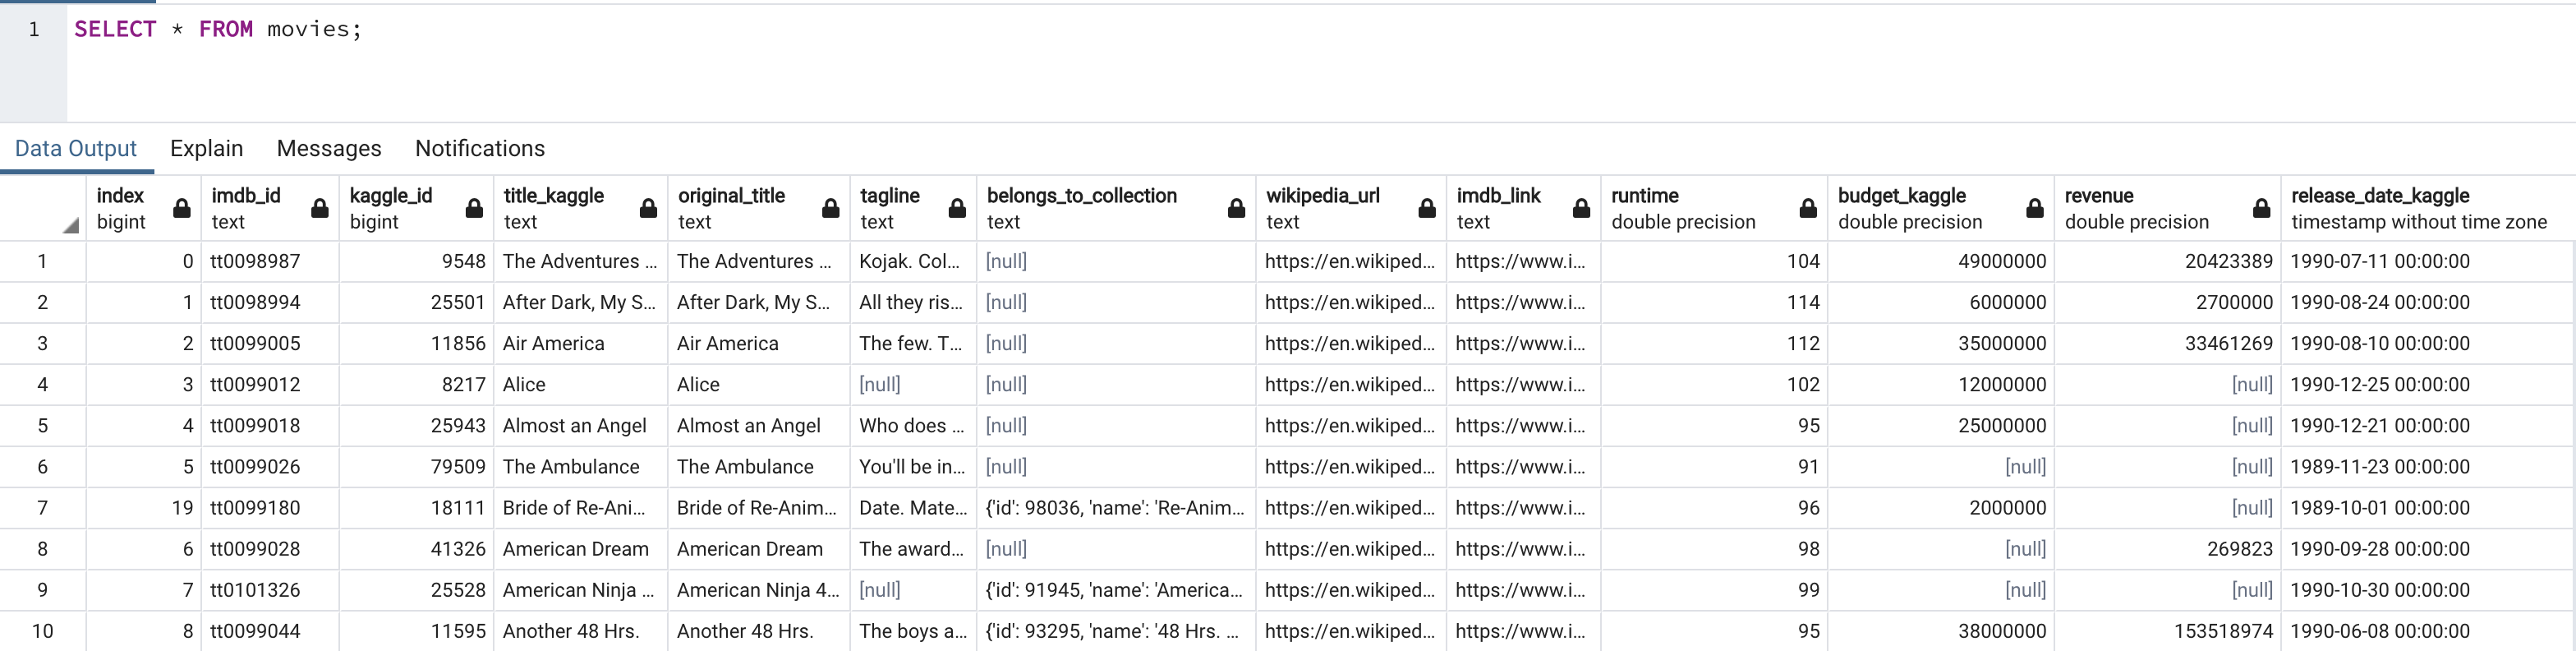 1 SELECT * FROM movies;
Data Output Explain Messages Notifications
index imdb_id kaggle_id title_kaggle original_title tagline belongs_to_collection wikipedia_url imdb_link runtime budget_kaggle revenue release_date_kaggle
bigint text bigint text text text text text text double precision double precision double precision timestamp without time zone
1 0 tt0098987 9548 The Adventures ... The Adventures ... Kojak. Col... [null] https://en.wikiped... https://www.i... 104 49000000 20423389 1990-07-11 00:00:00
2 1 tt0098994 25501 After Dark, My S... After Dark, My S... All they ris... [null] https://en.wikiped... https://www.i... 114 6000000 2700000 1990-08-24 00:00:00
3 2 tt0099005 11856 Air America Air America The few. T... [null] https://en.wikiped... https://www.i... 112 35000000 33461269 1990-08-10 00:00:00
4 3 tt0099012 8217 Alice Alice [null] [null] https://en.wikiped... https://www.i... 102 12000000 [null] 1990-12-25 00:00:00
5 4 tt0099018 25943 Almost an Angel Almost an Angel Who does ... [null] https://en.wikiped... https://www.i... 95 25000000 [null] 1990-12-21 00:00:00
6 5 tt0099026 79509 The Ambulance The Ambulance You'll be in... [null] https://en.wikiped... https://www.i... 91 [null] [null] 1989-11-23 00:00:00
7 19 tt0099180 18111 Bride of Re-Ani... Bride of Re-Anim... Date. Mate... {'id': 98036, 'name': 'Re-Anim... https://en.wikiped... https://www.i... 96 2000000 [null] 1989-10-01 00:00:00
8 6 tt0099028 41326 American Dream American Dream The award... [null] https://en.wikiped... https://www.i... 98 [null] 269823 1990-09-28 00:00:00
9 7 tt0101326 25528 American Ninja ... American Ninja 4... [null] {'id': 91945, 'name': 'America... https://en.wikiped... https://www.i... 99 [null] [null] 1990-10-30 00:00:00
10 8 tt0099044 11595 Another 48 Hrs. Another 48 Hrs. The boys a... {'id': 93295, 'name': '48 Hrs. ... https://en.wikiped... https://www.i... 95 38000000 153518974 1990-06-08 00:00:00